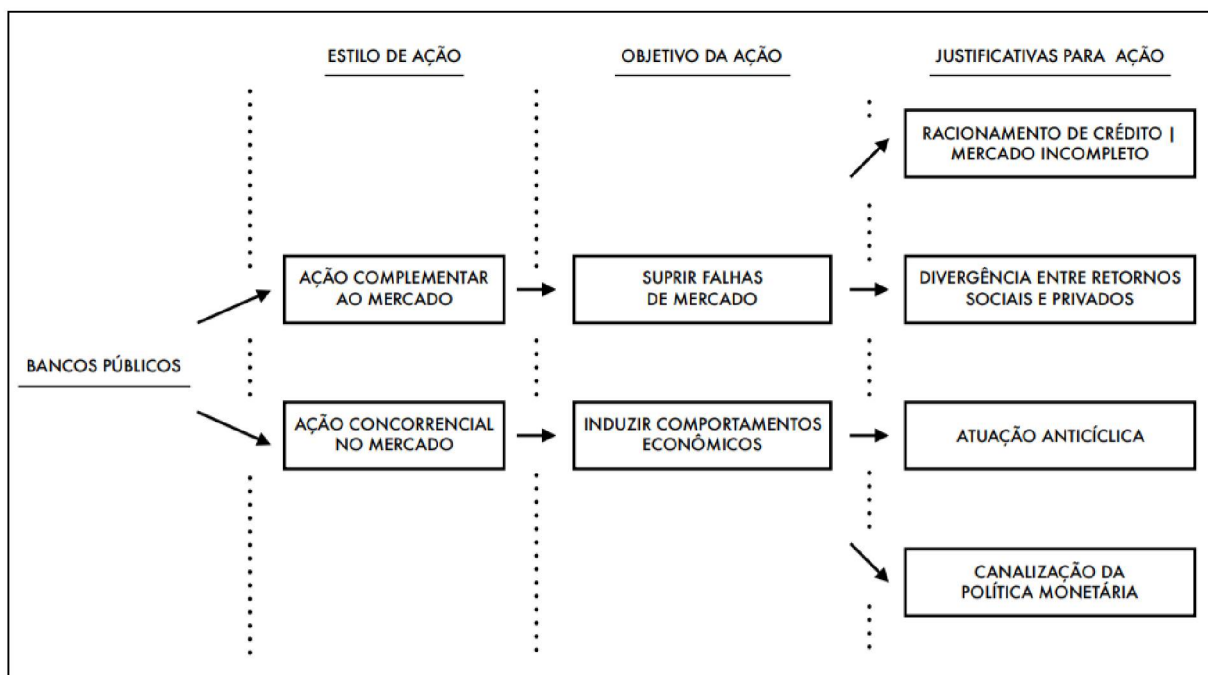 ESTILO DE AÇÃO
OBJETIVO DA AÇÃO
JUSTIFICATIVAS PARA AÇÃO
RACIONAMENTO DE CRÉDITO |
MERCADO INCOMPLETO
AÇÃO COMPLEMENTAR
AO MERCADO
SUPRIR FALHAS
DE MERCADO
DIVERGÊNCIA ENTRE RETORNOS
SOCIAIS E PRIVADOS
BANCOS PÚBLICOS
AÇÃO CONCORRENCIAL
NO MERCADO
INDUZIR COMPORTAMENTOS
ECONÔMICOS
ATUAÇÃO ANTICÍCLICA
CANALIZAÇÃO DA
POLÍTICA MONETÁRIA